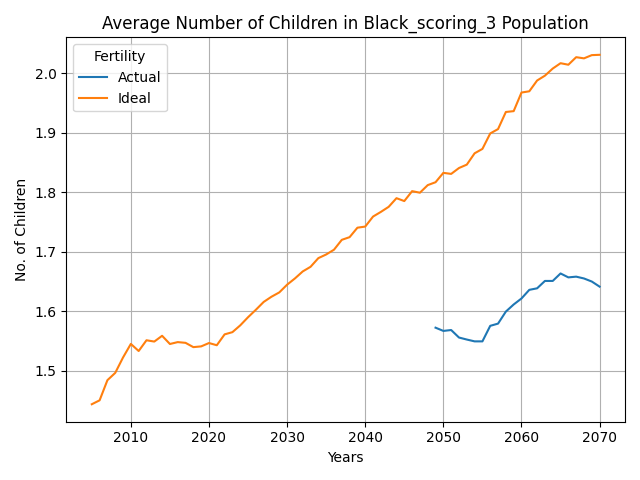 Average Number of Children in Black_scoring_3 Population
Fertility
Actual
Ideal
No. of Children
2.0
1.9
1.8
1.7
1.6
1.5
2010 2020 2030 2040 2050 2060 2070
Years